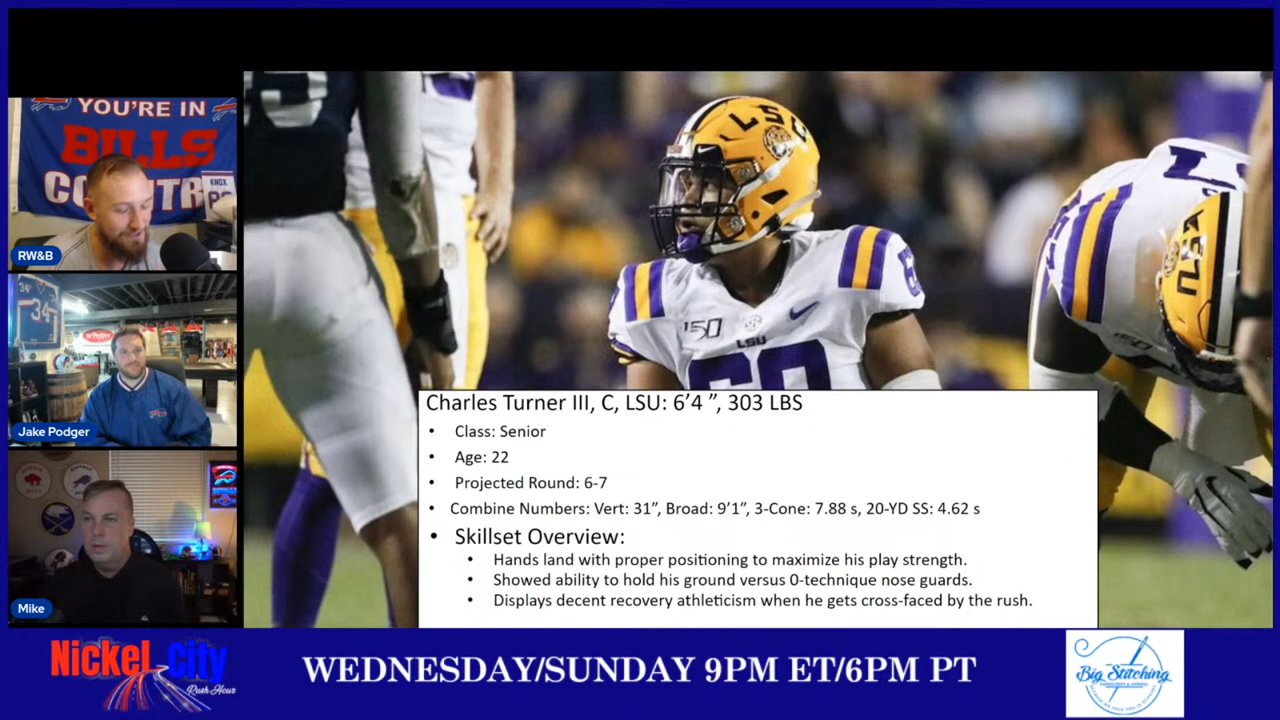 YOU'RE IN
BILLS
KNOX
RW&B
34
Jake Podger
Mike
LSU
150
LSU
Charles Turner III, C, LSU: 6’4 ”, 303 LBS
• Class: Senior
• Age: 22
• Projected Round: 6-7
• Combine Numbers: Vert: 31”, Broad: 9’1”, 3-Cone: 7.88 s, 20-YD SS: 4.62 s
• Skillset Overview:
• Hands land with proper positioning to maximize his play strength.
• Showed ability to hold his ground versus 0-technique nose guards.
• Displays decent recovery athleticism when he gets cross-faced by the rush.
Nickel City
Rush Hour
WEDNESDAY/SUNDAY 9PM ET/6PM PT
Big Stitching